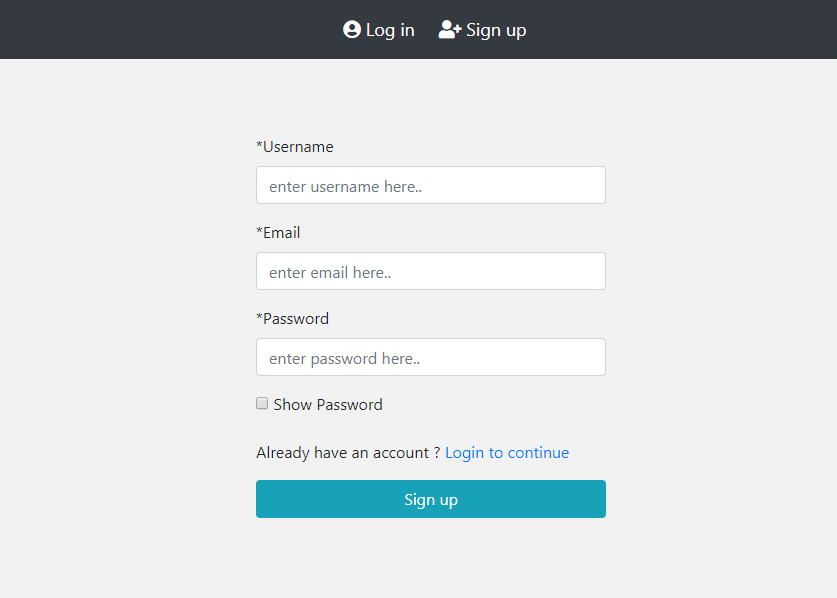 Log in Sign up
*Username
enter username here..
*Email
enter email here..
*Password
enter password here..
Show Password
Already have an account ? Login to continue
Sign up